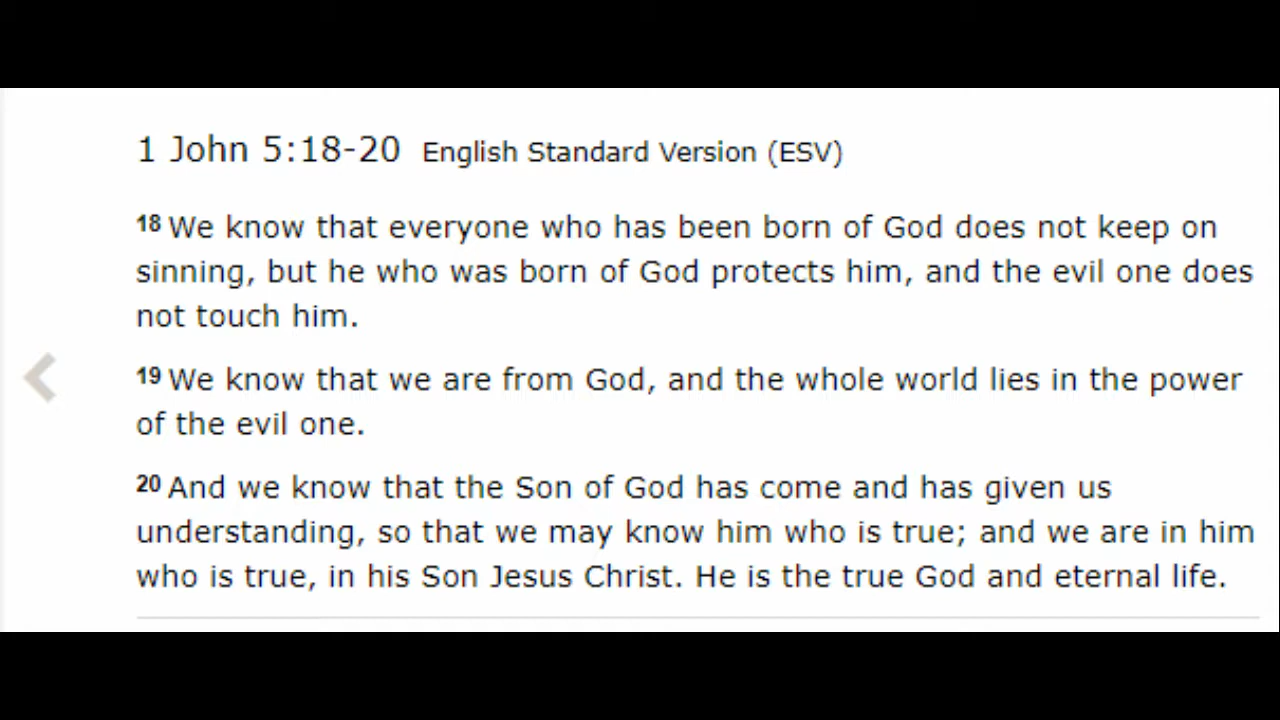 1 John 5:18-20 English Standard Version (ESV)
18 We know that everyone who has been born of God does not keep on
sinning, but he who was born of God protects him, and the evil one does
not touch him.
19 We know that we are from God, and the whole world lies in the power
of the evil one.
20 And we know that the Son of God has come and has given us
understanding, so that we may know him who is true; and we are in him
who is true, in his Son Jesus Christ. He is the true God and eternal life.